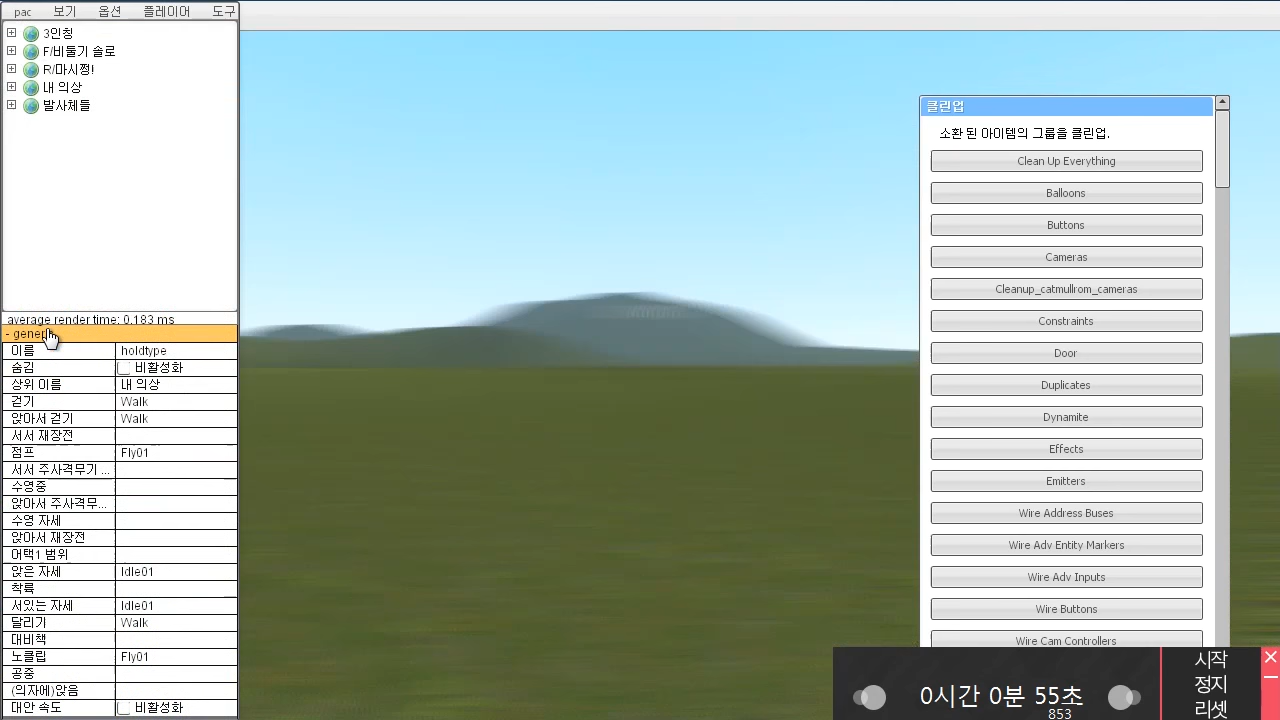 pac 보기 옵션 플레이어 도구
3인칭
F/비둘기 솔로
R/마시쩡!
내 의상
발사체들
average render time: 0.183 ms
이름 holdtype
숨김 비활성화
상위 이름 내 의상
걷기 Walk
앉아서 걷기 Walk
서서 재장전
점프 Fly01
서서 주사격무기 ...
수영중
앉아서 주사격무...
수영 자세
앉아서 재장전
어택1 범위
앉은 자세 Idle01
착륙
서있는 자세 Idle01
달리기 Walk
대비책
노클립 Fly01
공중
(의자에)앉음
대안 속도 비활성화
클린업
소환 된 아이템의 그룹을 클린업.
Clean Up Everything
Balloons
Buttons
Cameras
Cleanup_catmullrom_cameras
Constraints
Door
Duplicates
Dynamite
Effects
Emitters
Wire Address Buses
Wire Adv Entity Markers
Wire Adv Inputs
Wire Buttons
Wire Cam Controllers
0시간 0분 55초
853
시작
정지
리셋